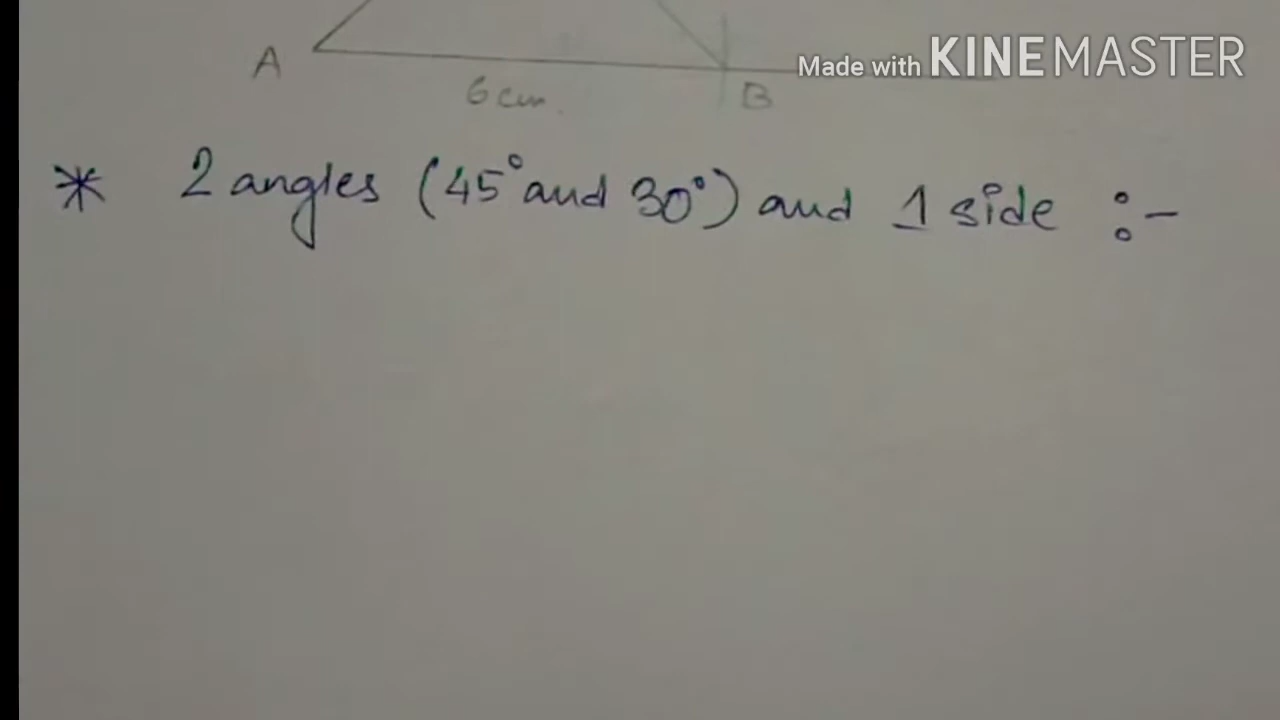 Made with KINEMASTER
A
6 cm.
B
* 2 angles (45° and 30°) and 1 side :-